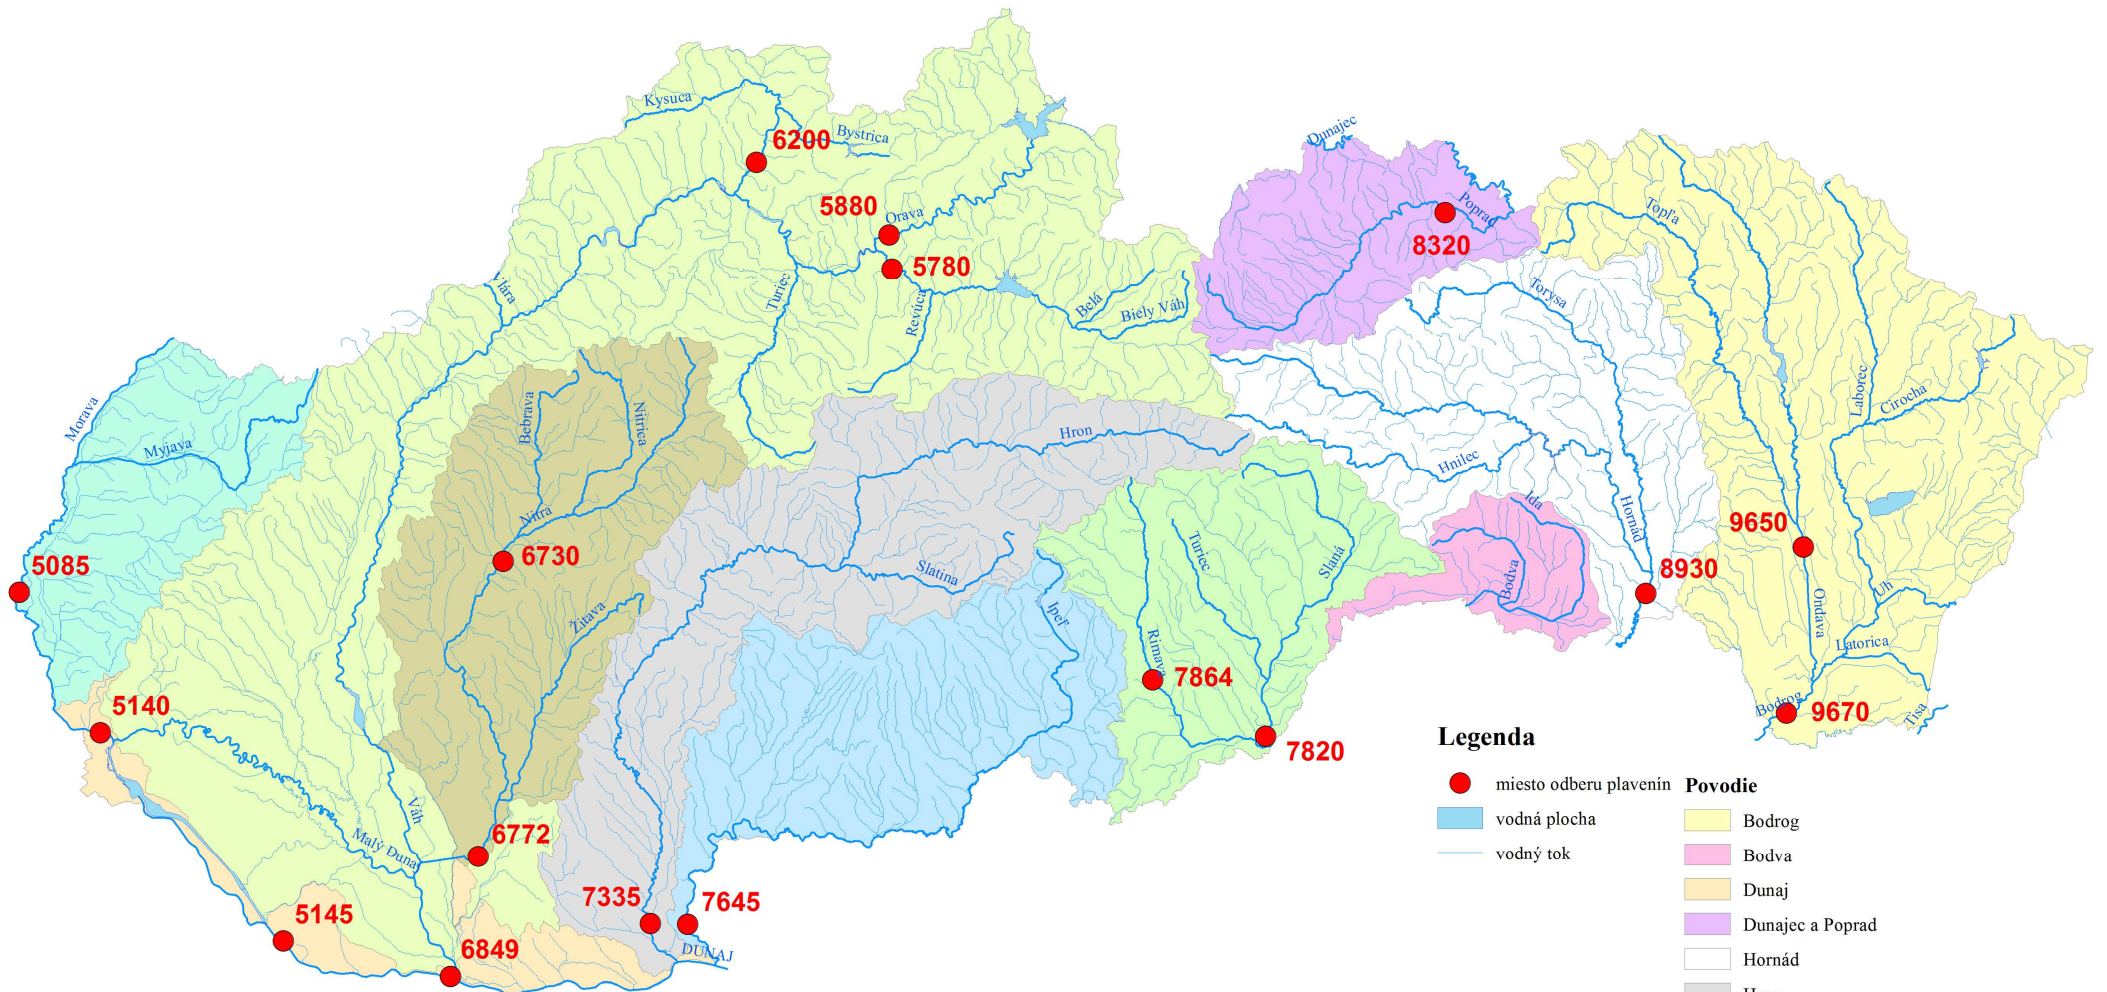 Kysuca
Bystrica
6200
Dunajec
5880
Orava
Poprad
Topľa
8320
5780
Turiec
Revúca
Belá
Biely Váh
Torysa
Morava
Myjava
Bebrava
Nitrica
Hron
Laborec
Cirocha
Hnilec
Nitra
6730
Slatina
Turiec
Slaná
Ida
Hornád
9650
5085
8930
Bodva
Uh
Ondava
Žitava
Ipeľ
Rimava
Latorica
7864
5140
Bodrog
9670
Tisa
7820
Váh
Malý Dunaj
6772
7335
7645
5145
6849
DUNAJ
Legenda
miesto odberu plavenín
vodná plocha
vodný tok
Povodie
Bodrog
Bodva
Dunaj
Dunajec a Poprad
Hornád